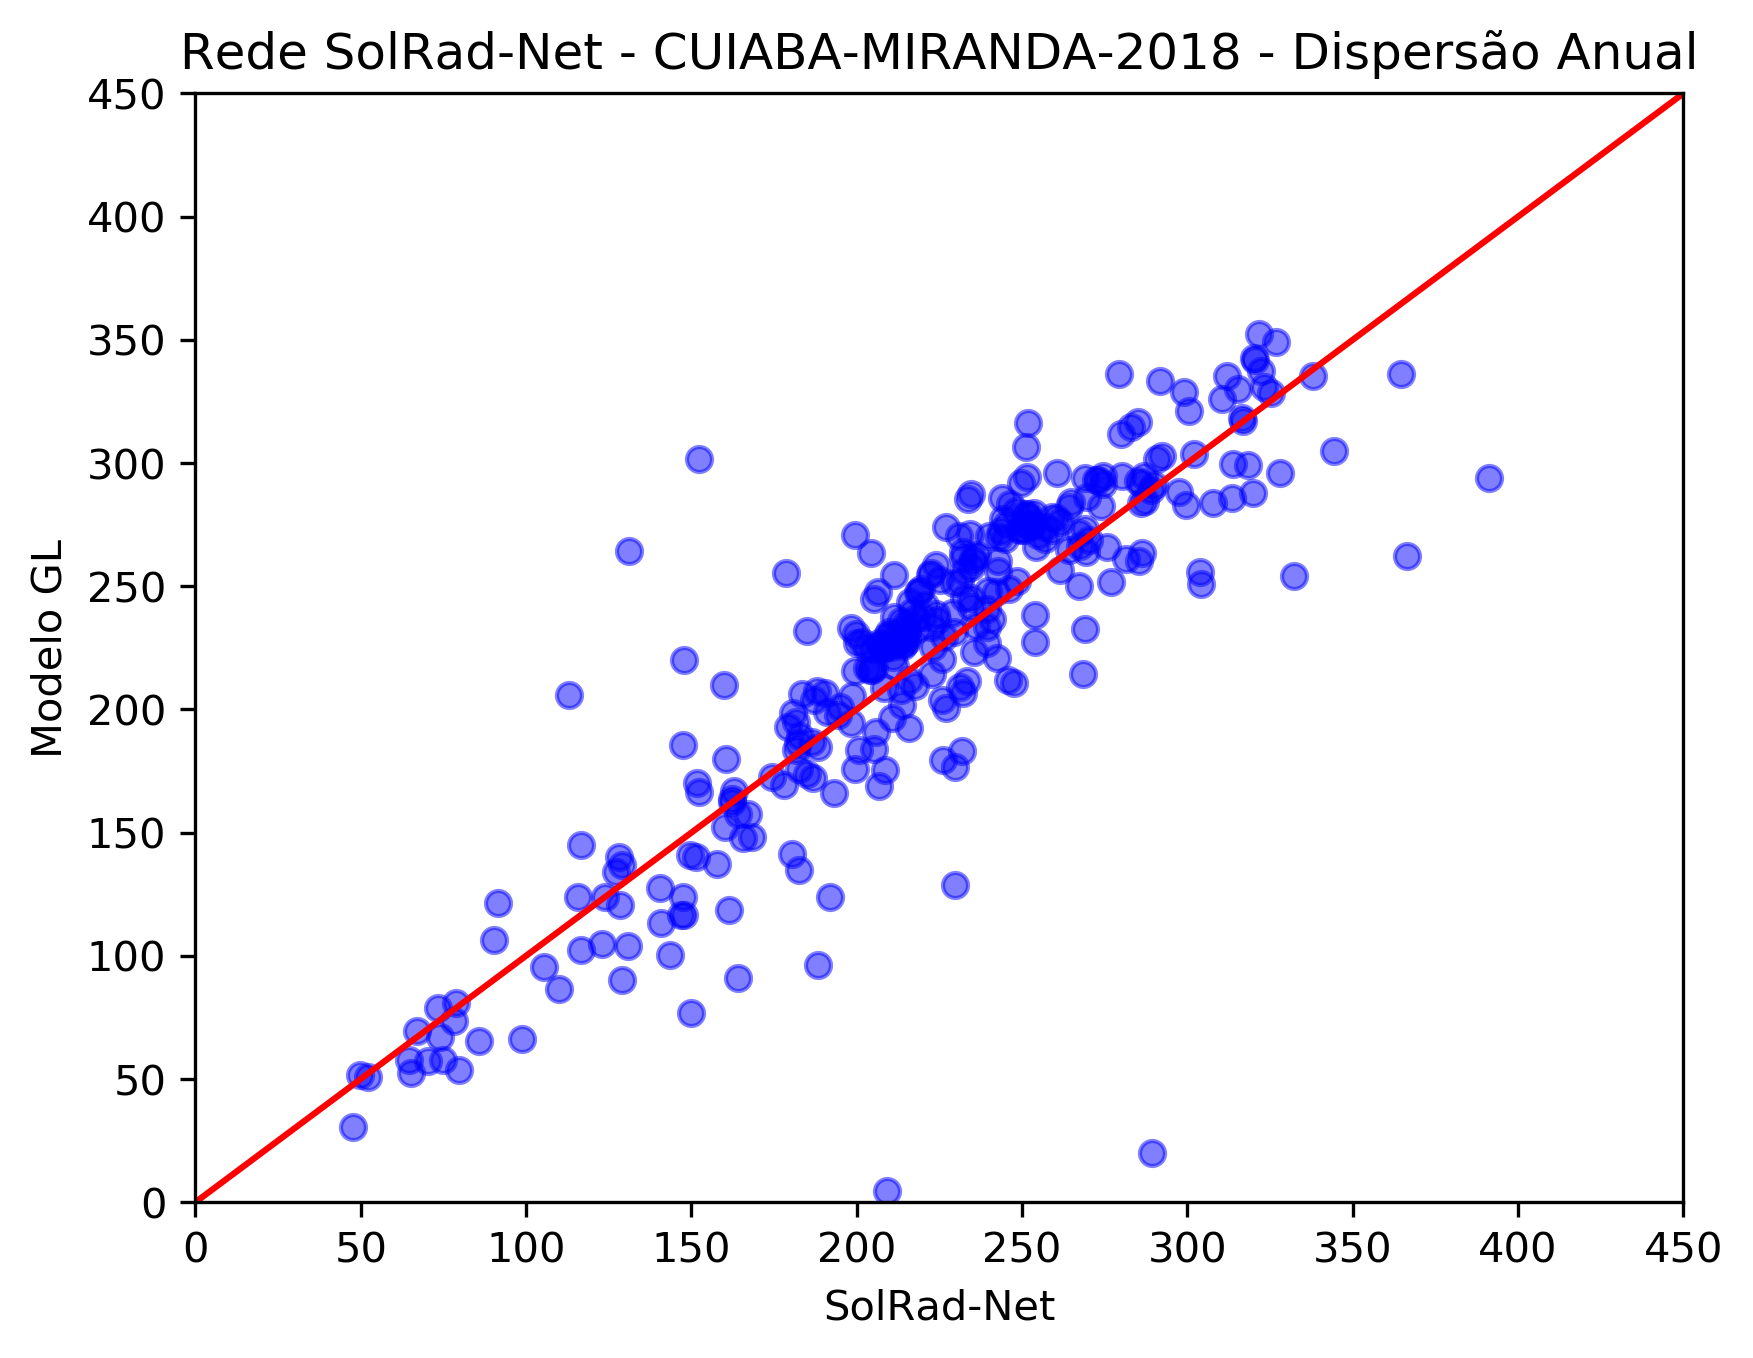 Rede SolRad-Net - CUIABA-MIRANDA-2018 - Dispersão Anual
450
400
350
300
250
200
150
100
50
0
Modelo GL
0 50 100 150 200 250 300 350 400 450
SolRad-Net